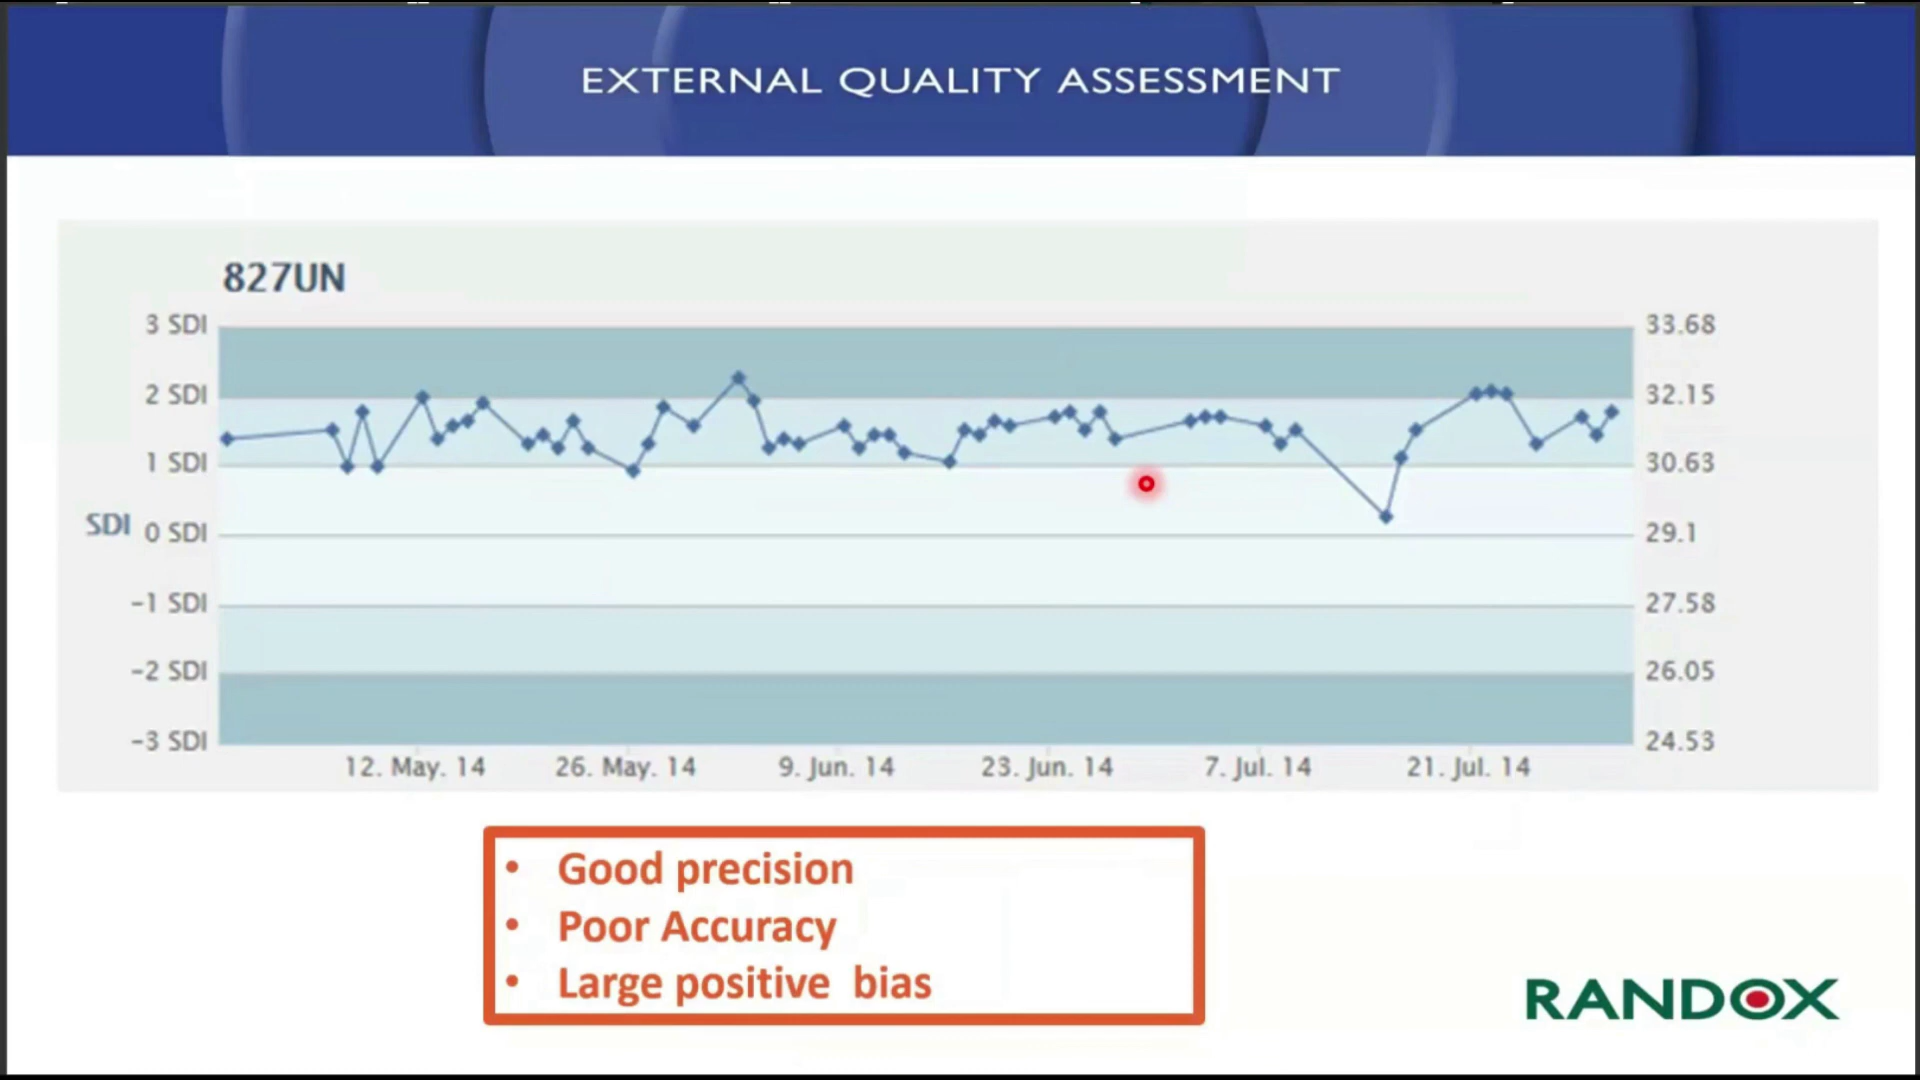 EXTERNAL QUALITY ASSESSMENT
827UN
3 SDI 33.68
2 SDI 32.15
1 SDI 30.63
SDI 0 SDI 29.1
-1 SDI 27.58
-2 SDI 26.05
-3 SDI 24.53
12. May. 14 26. May. 14 9. Jun. 14 23. Jun. 14 7. Jul. 14 21. Jul. 14
• Good precision
• Poor Accuracy
• Large positive bias
RANDOX